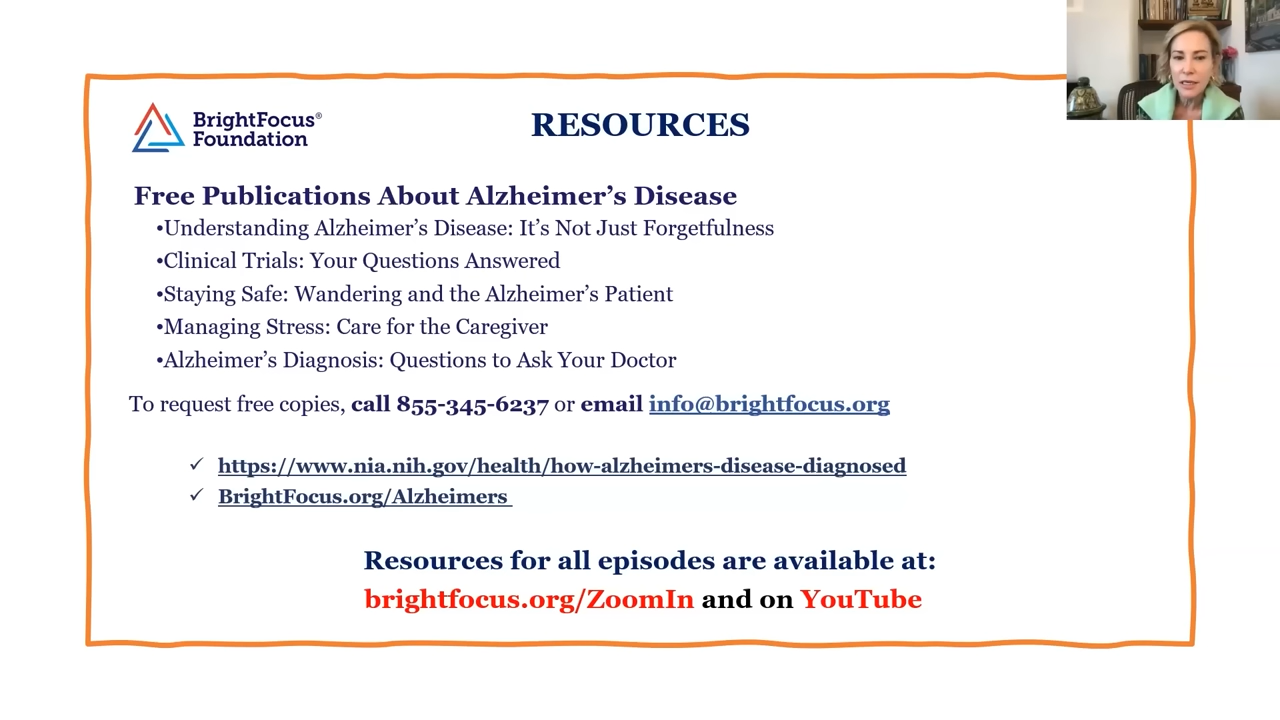 BrightFocus®
Foundation
RESOURCES
Free Publications About Alzheimer’s Disease
•Understanding Alzheimer’s Disease: It’s Not Just Forgetfulness
•Clinical Trials: Your Questions Answered
•Staying Safe: Wandering and the Alzheimer’s Patient
•Managing Stress: Care for the Caregiver
•Alzheimer’s Diagnosis: Questions to Ask Your Doctor
To request free copies, call 855-345-6237 or email info@brightfocus.org
✓ https://www.nia.nih.gov/health/how-alzheimers-disease-diagnosed
✓ BrightFocus.org/Alzheimers
Resources for all episodes are available at:
brightfocus.org/ZoomIn and on YouTube